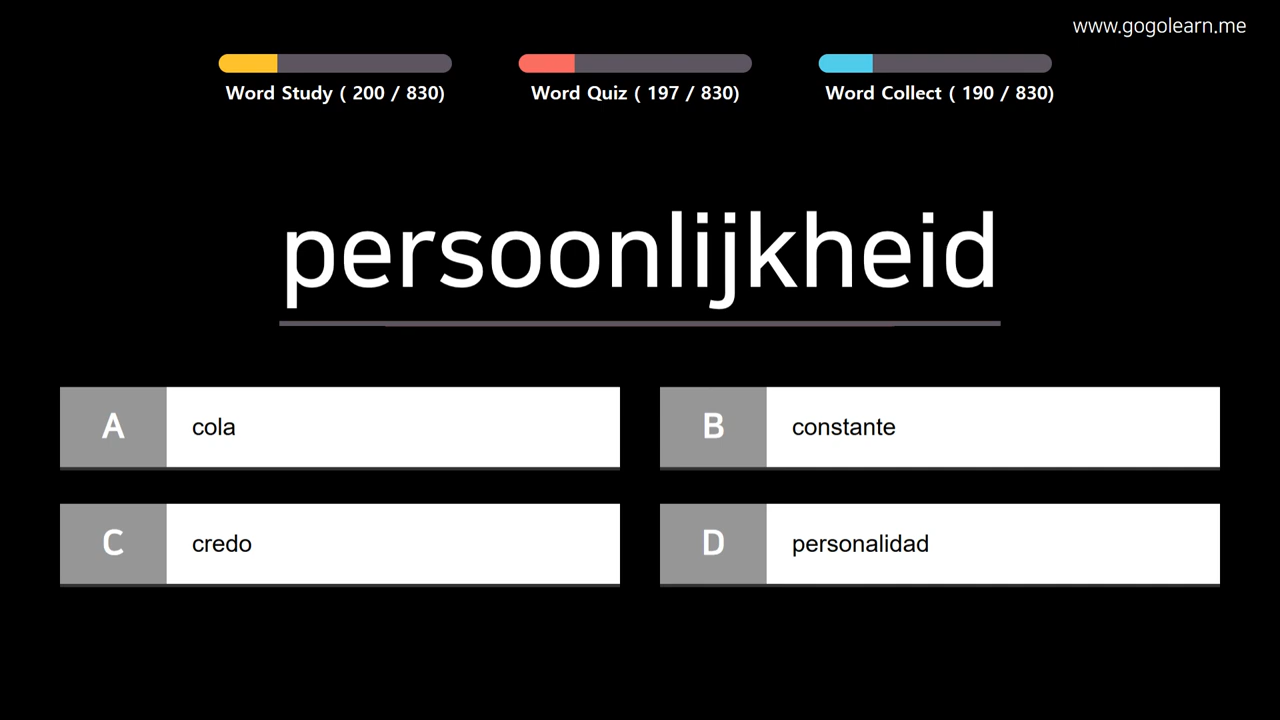 www.gogolearn.me
Word Study ( 200 / 830)
Word Quiz ( 197 / 830)
Word Collect ( 190 / 830)
persoonlijkheid
A cola
B constante
C credo
D personalidad